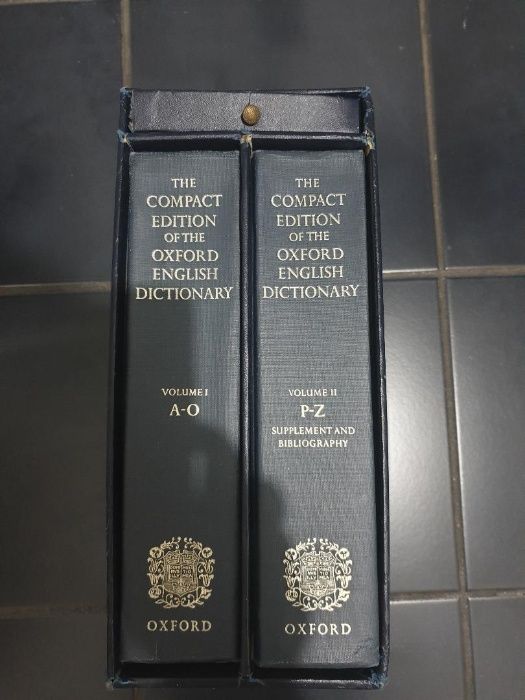 THE
COMPACT
EDITION
OF THE
OXFORD
ENGLISH
DICTIONARY
VOLUME I
A-O
OXFORD
THE
COMPACT
EDITION
OF THE
OXFORD
ENGLISH
DICTIONARY
VOLUME II
P-Z
SUPPLEMENT AND
BIBLIOGRAPHY
OXFORD